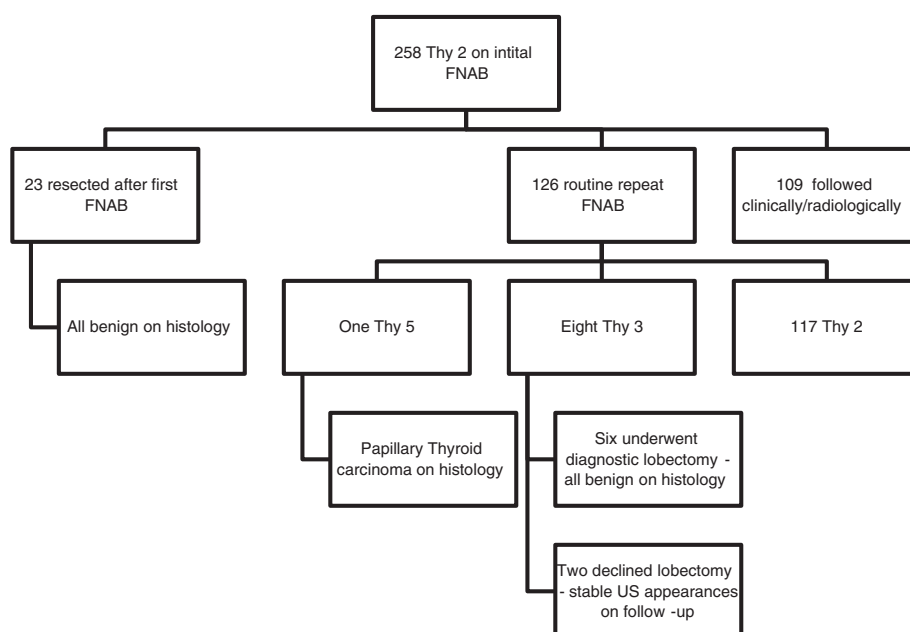 258 Thy 2 on intital
FNAB
23 resected after first
FNAB
126 routine repeat
FNAB
109 followed
clinically/radiologically
All benign on histology
One Thy 5
Eight Thy 3
117 Thy 2
Papillary Thyroid
carcinoma on histology
Six underwent
diagnostic lobectomy -
all benign on histology
Two declined lobectomy
- stable US appearances
on follow -up